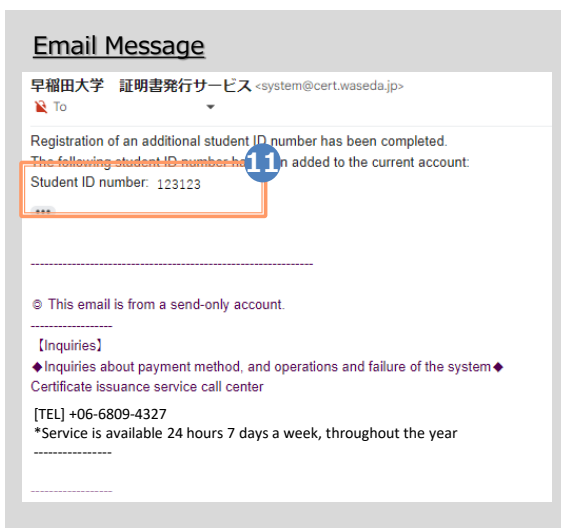 Email Message
早稲田大学 証明書発行サービス <system@cert.waseda.jp>
To
Registration of an additional student ID number has been completed.
The following student ID number ha n added to the current account:
11
Student ID number: 123123
-------------------------------------------------------------
© This email is from a send-only account.
------------------
【Inquiries】
◆Inquiries about payment method, and operations and failure of the system◆
Certificate issuance service call center
[TEL] +06-6809-4327
*Service is available 24 hours 7 days a week, throughout the year
----------------
------------------